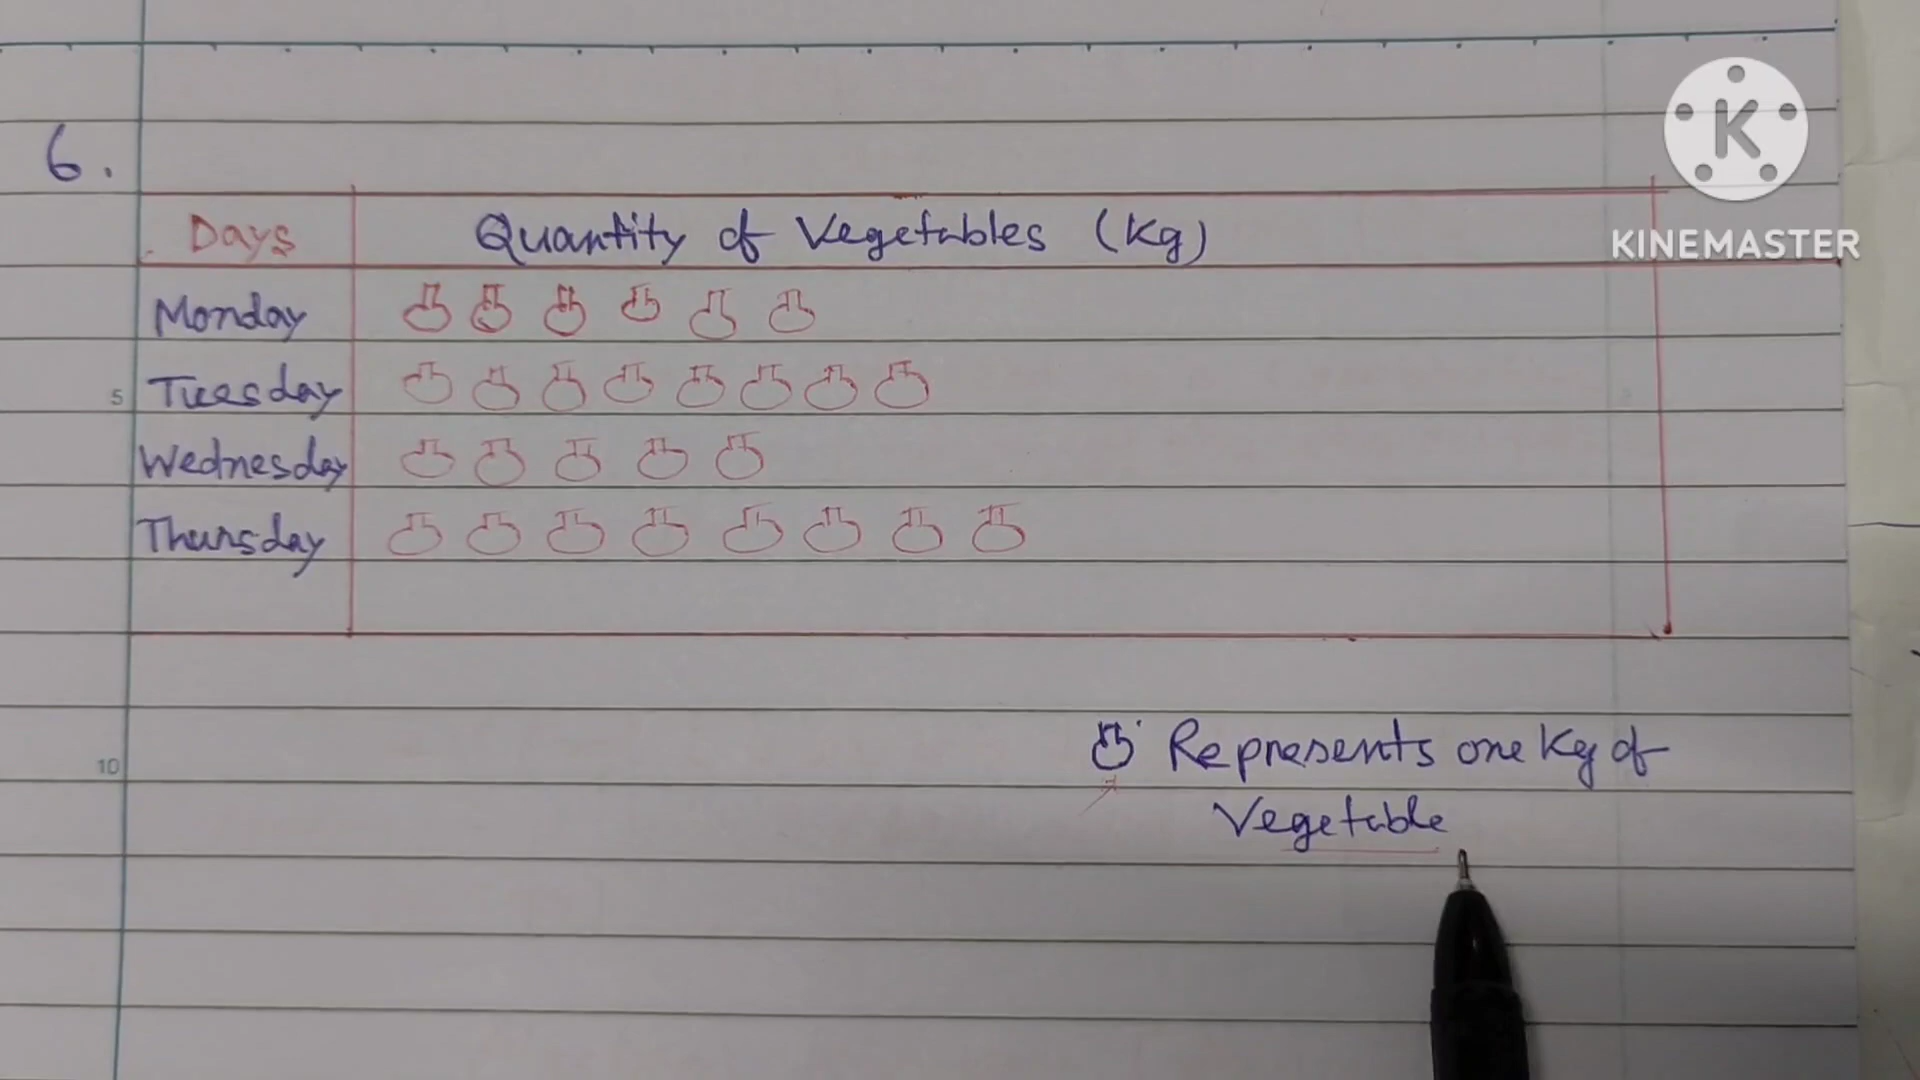 6.
Days Quantity of Vegetables (Kg)
Monday
Tuesday
Wednesday
Thursday
Represents one Kg of
Vegetable
5
10
K
KINEMASTER